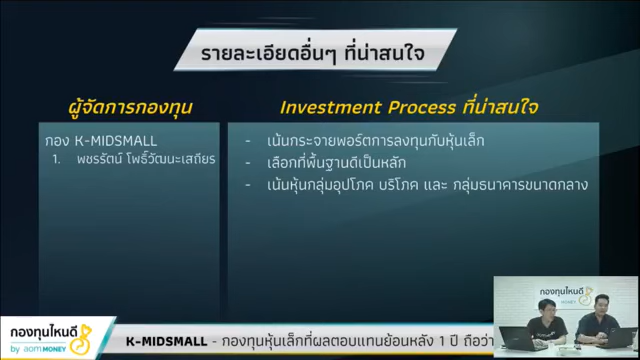 รายละเอียดอื่นๆ ที่น่าสนใจ
ผู้จัดการกองทุน
กอง K-MIDSMALL
1. พชรรัตน์ โพธิ์วัฒนะเสถียร
Investment Process ที่น่าสนใจ
- เน้นกระจายพอร์ตการลงทุนกับหุ้นเล็ก
- เลือกที่พื้นฐานดีเป็นหลัก
- เน้นหุ้นกลุ่มอุปโภค บริโภค และ กลุ่มธนาคารขนาดกลาง
กองทุนไหนดี
MONEY
กองทุนไหนดี
by aomMONEY
K-MIDSMALL - กองทุนหุ้นเล็กที่ผลตอบแทนย้อนหลัง 1 ปี ถือว่า